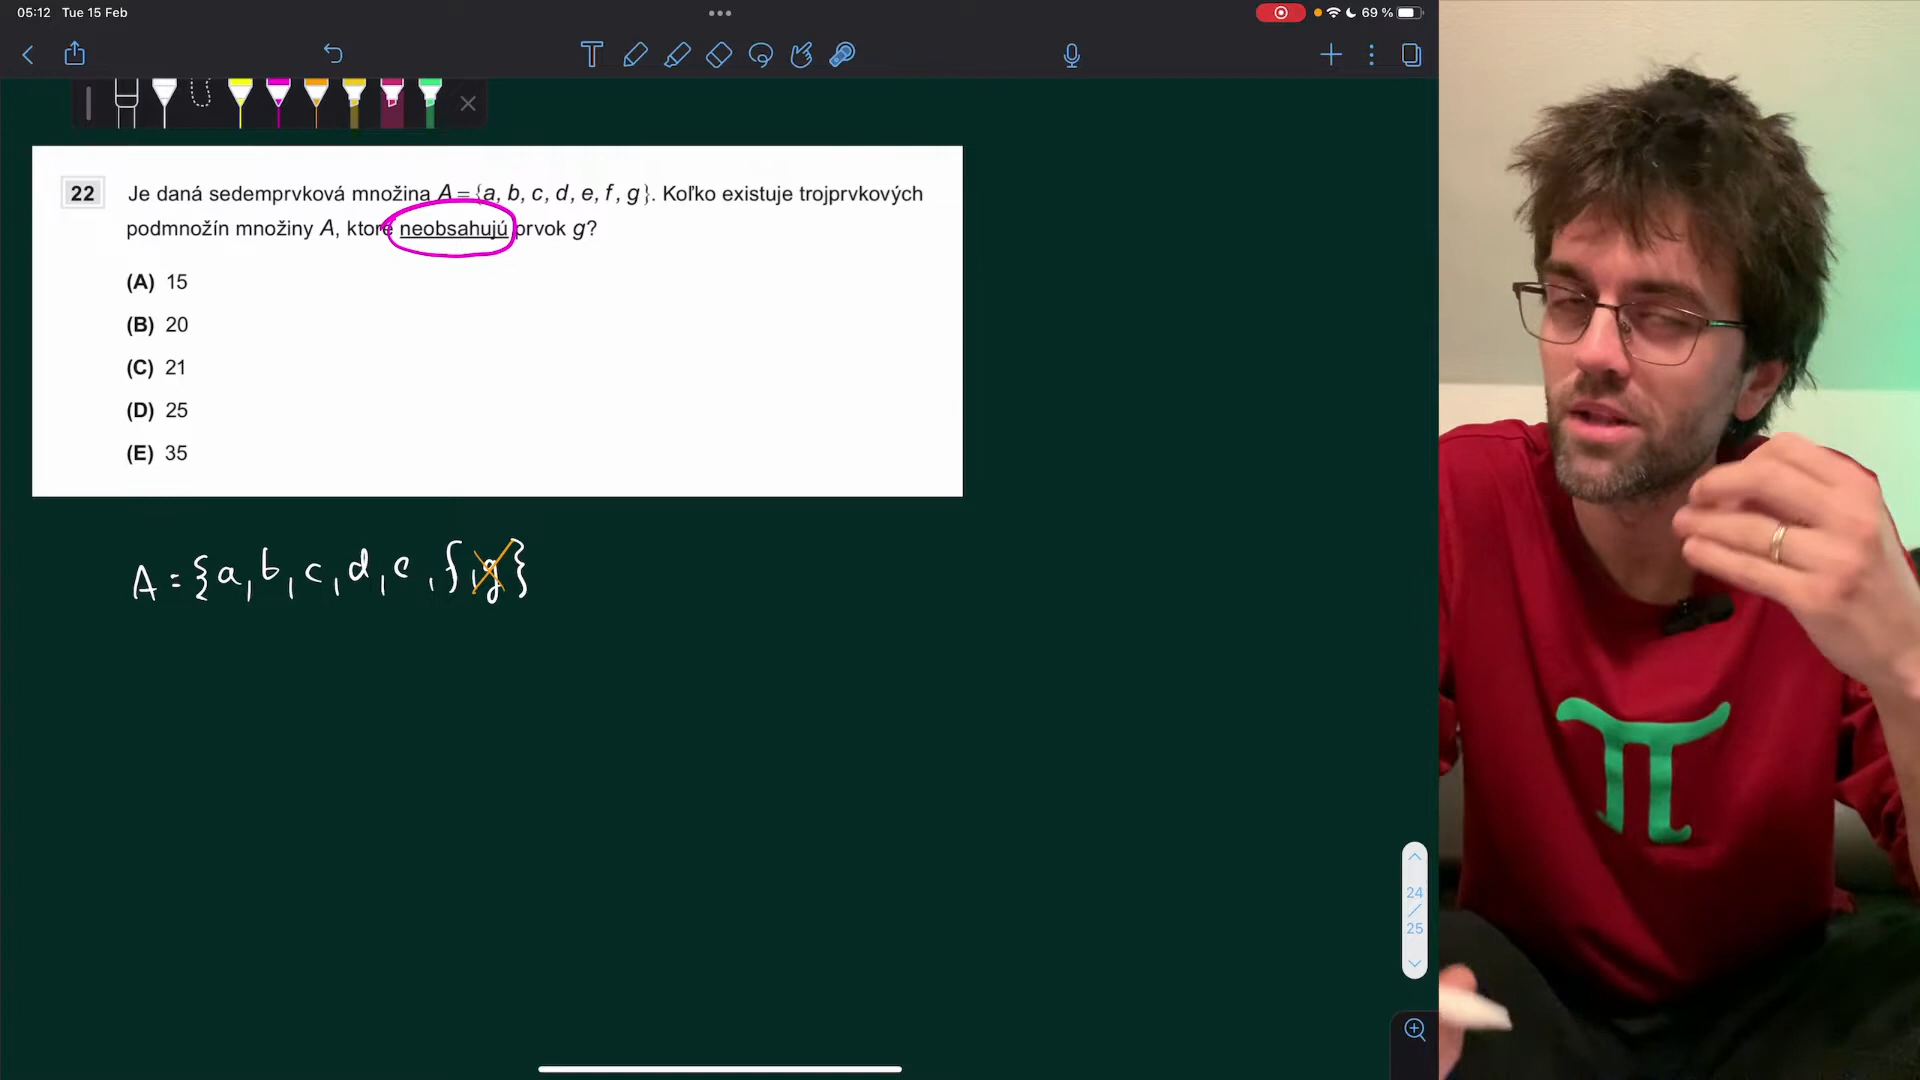 05:12 Tue 15 Feb
69 %
22 Je daná sedemprvková množina A = {a, b, c, d, e, f, g}. Koľko existuje trojprvkových
podmnožín množiny A, ktoré neobsahujú prvok g?
(A) 15
(B) 20
(C) 21
(D) 25
(E) 35
A = {a, b, c, d, e, f, g}
24
/
25
π